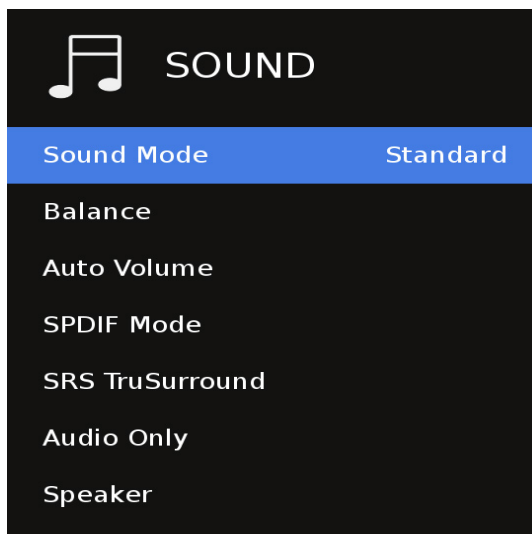 SOUND
Sound Mode Standard
Balance
Auto Volume
SPDIF Mode
SRS TruSurround
Audio Only
Speaker